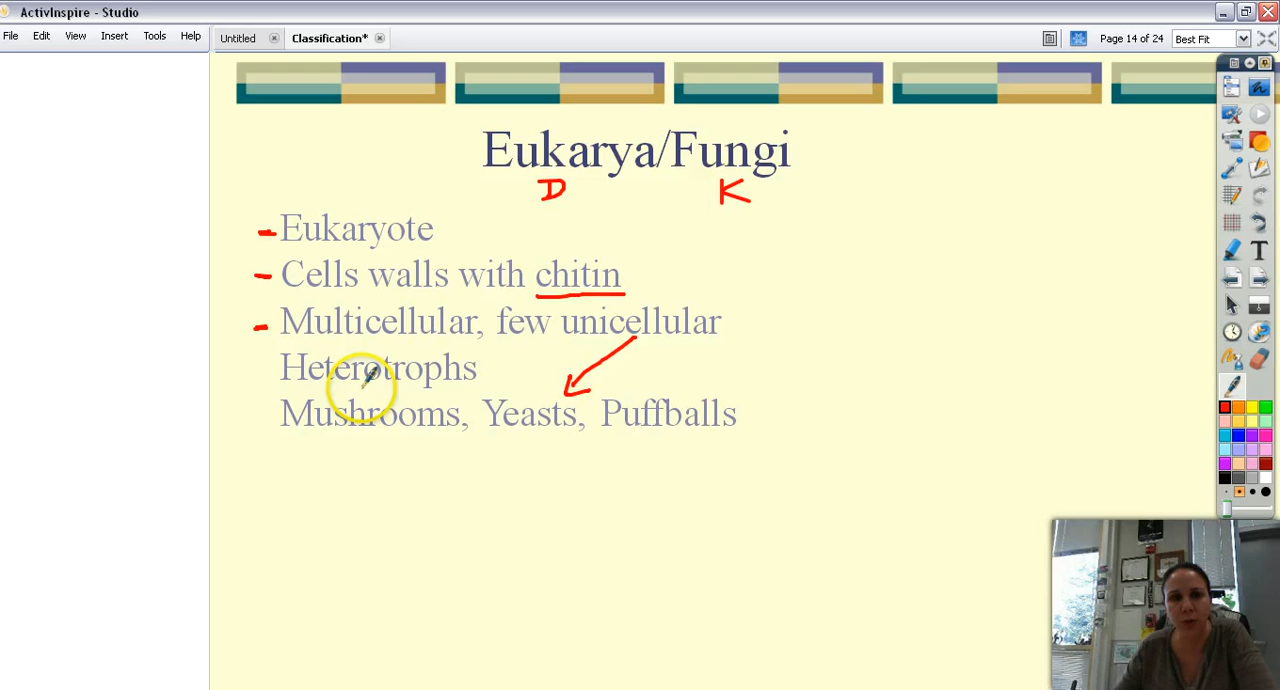 ActivInspire - Studio
File Edit View Insert Tools Help
Untitled Classification* Page 14 of 24 Best Fit
Eukarya/Fungi
D K
- Eukaryote
- Cells walls with chitin
- Multicellular, few unicellular
Heterotrophs
Mushrooms, Yeasts, Puffballs